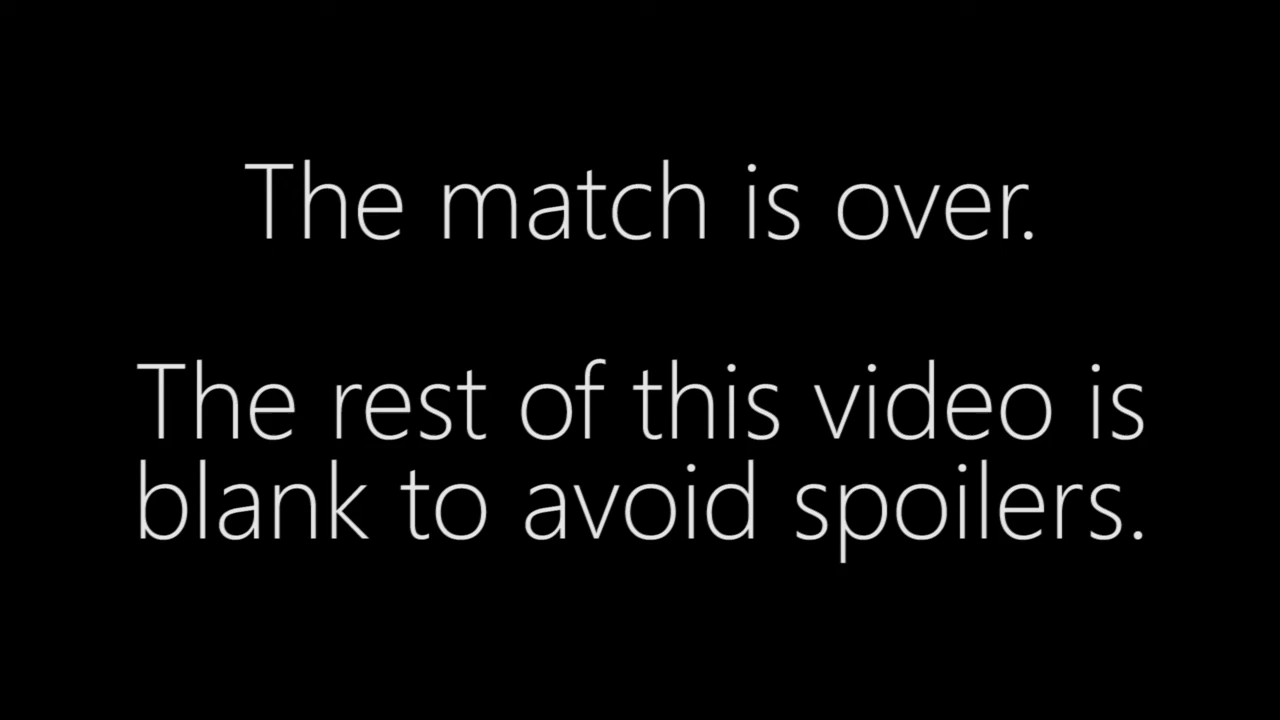 The match is over.
The rest of this video is
blank to avoid spoilers.